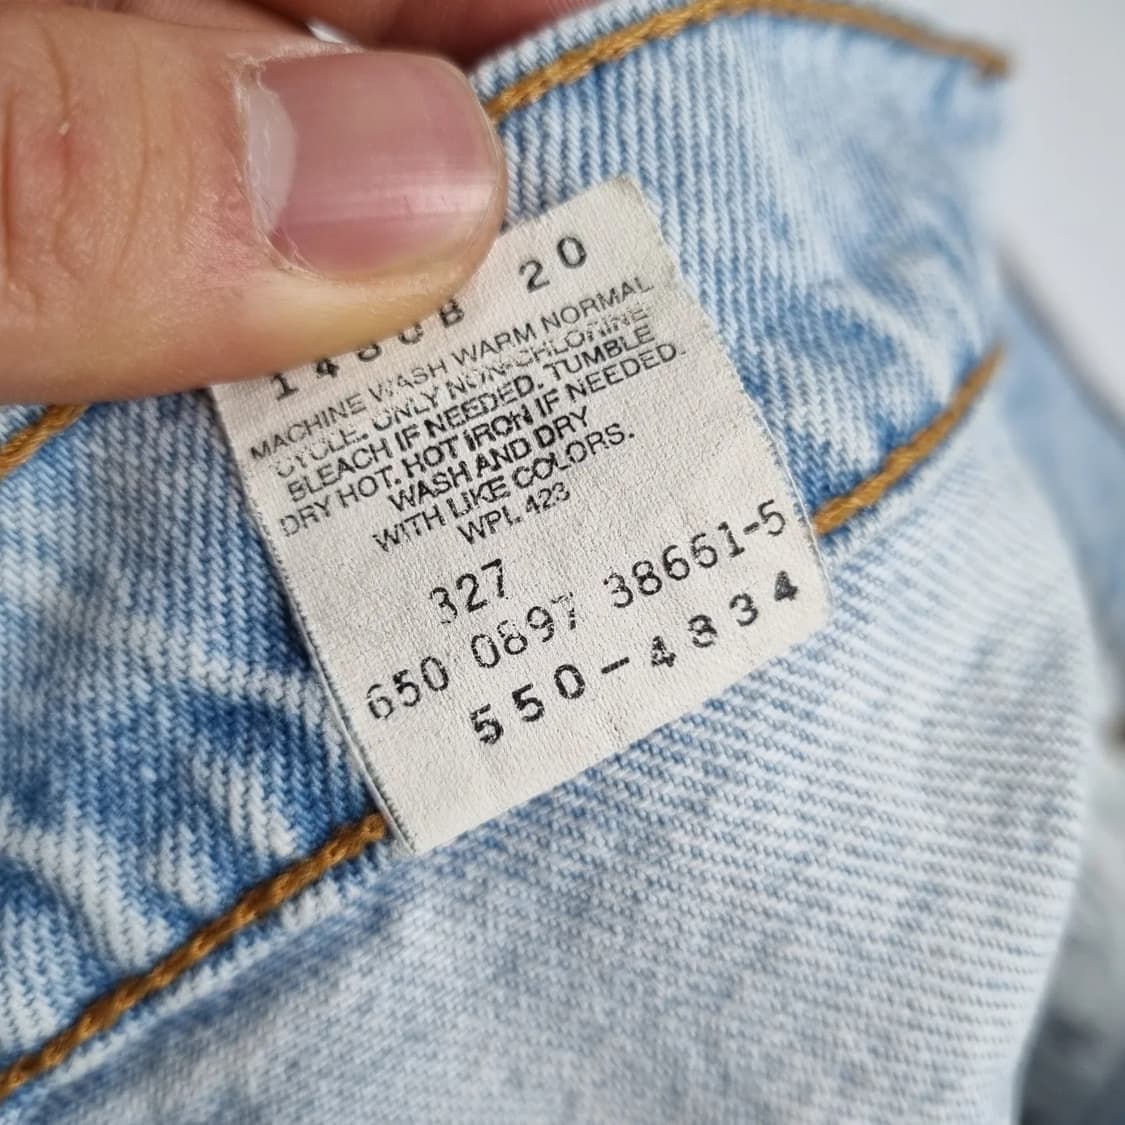 20
MACHINE WASH WARM NORMAL
CYCLE. ONLY NON-CHLORINE
BLEACH IF NEEDED. TUMBLE
DRY HOT. HOT IRON IF NEEDED.
WASH AND DRY
WITH LIKE COLORS.
WPL 423
327
650 0897 38661-5
550-4834